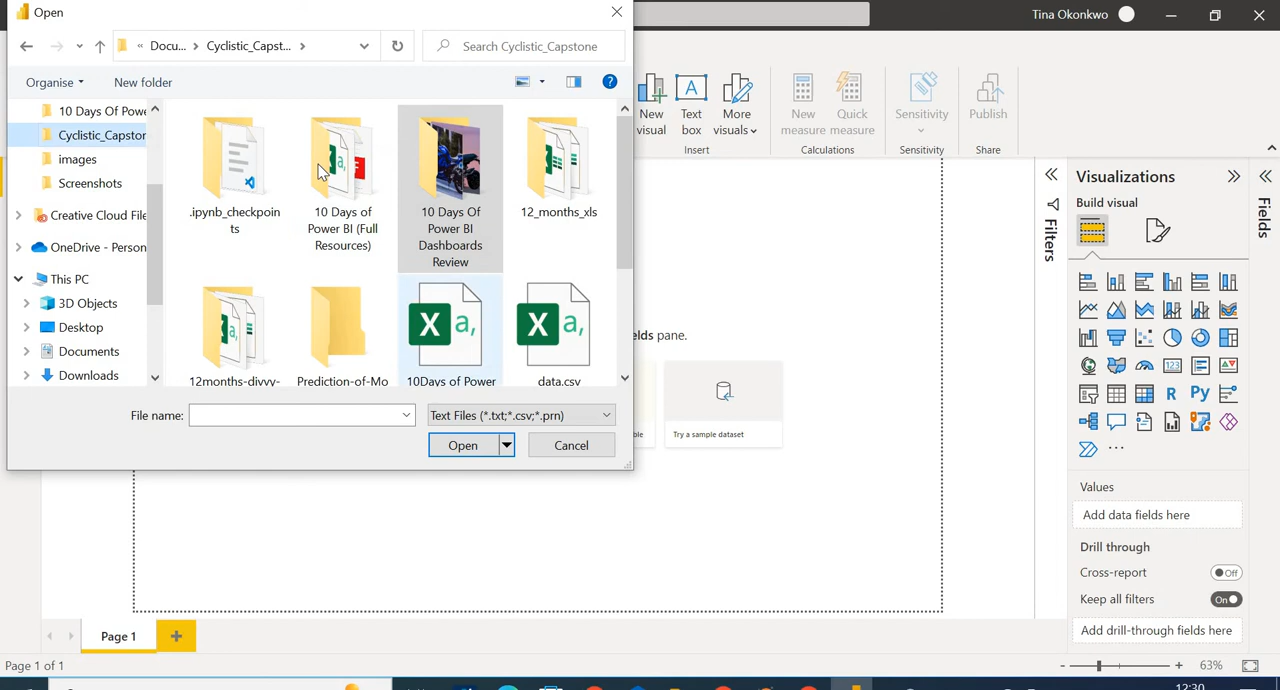 Open
Tina Okonkwo
« Docu... > Cyclistic_Capst... >
Search Cyclistic_Capstone
Organise
New folder
10 Days Of Powe
Cyclistic_Capstor
images
Screenshots
Creative Cloud File
OneDrive - Person
This PC
3D Objects
Desktop
Documents
Downloads
.ipynb_checkpoin
ts
10 Days of
Power BI (Full
Resources)
10 Days Of
Power BI
Dashboards
Review
12_months_xls
12months-divvy-
Prediction-of-Mo
10Days of Power
data.csv
File name:
Text Files (*.txt;*.csv;*.prn)
Open
Cancel
New
visual
Text
box
More
visuals
Insert
New
measure
Quick
measure
Calculations
Sensitivity
Sensitivity
Publish
Share
elds pane.
Try a sample dataset
Filters
Visualizations
Build visual
Fields
123
R
Py
Values
Add data fields here
Drill through
Cross-report
Off
Keep all filters
On
Add drill-through fields here
Page 1
Page 1 of 1
- + 63%
12:30